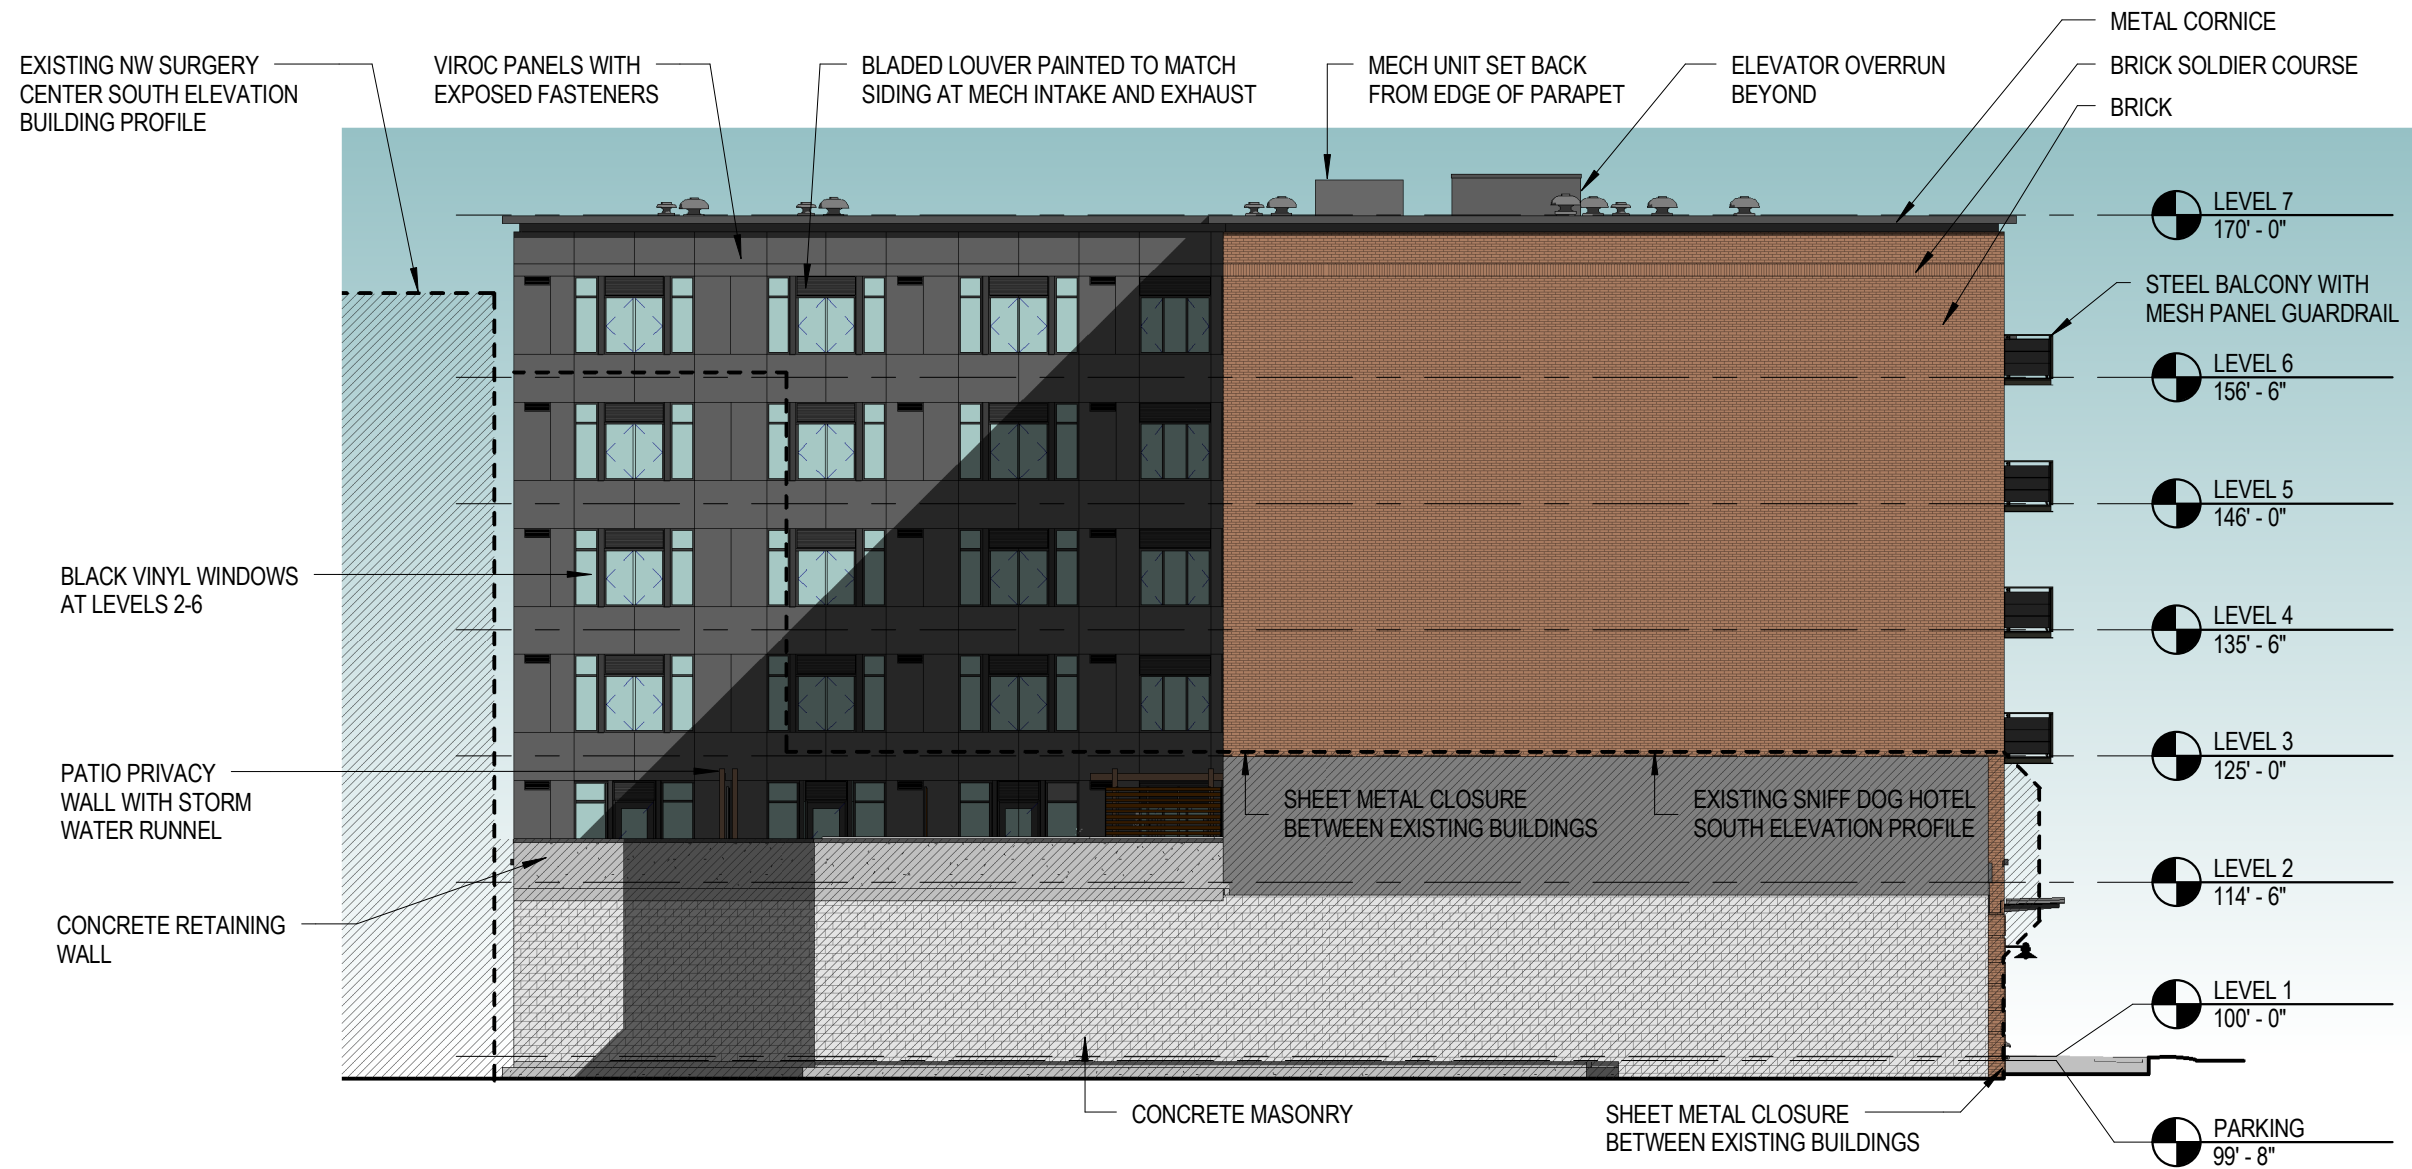 METAL CORNICE
EXISTING NW SURGERY
CENTER SOUTH ELEVATION
BUILDING PROFILE
VIROC PANELS WITH
EXPOSED FASTENERS
BLADED LOUVER PAINTED TO MATCH
SIDING AT MECH INTAKE AND EXHAUST
MECH UNIT SET BACK
FROM EDGE OF PARAPET
ELEVATOR OVERRUN
BEYOND
BRICK SOLDIER COURSE
BRICK
LEVEL 7
170' - 0"
STEEL BALCONY WITH
MESH PANEL GUARDRAIL
LEVEL 6
156' - 6"
LEVEL 5
146' - 0"
BLACK VINYL WINDOWS
AT LEVELS 2-6
LEVEL 4
135' - 6"
LEVEL 3
125' - 0"
PATIO PRIVACY
WALL WITH STORM
WATER RUNNEL
SHEET METAL CLOSURE
BETWEEN EXISTING BUILDINGS
EXISTING SNIFF DOG HOTEL
SOUTH ELEVATION PROFILE
LEVEL 2
114' - 6"
CONCRETE RETAINING
WALL
LEVEL 1
100' - 0"
CONCRETE MASONRY
SHEET METAL CLOSURE
BETWEEN EXISTING BUILDINGS
PARKING
99' - 8"